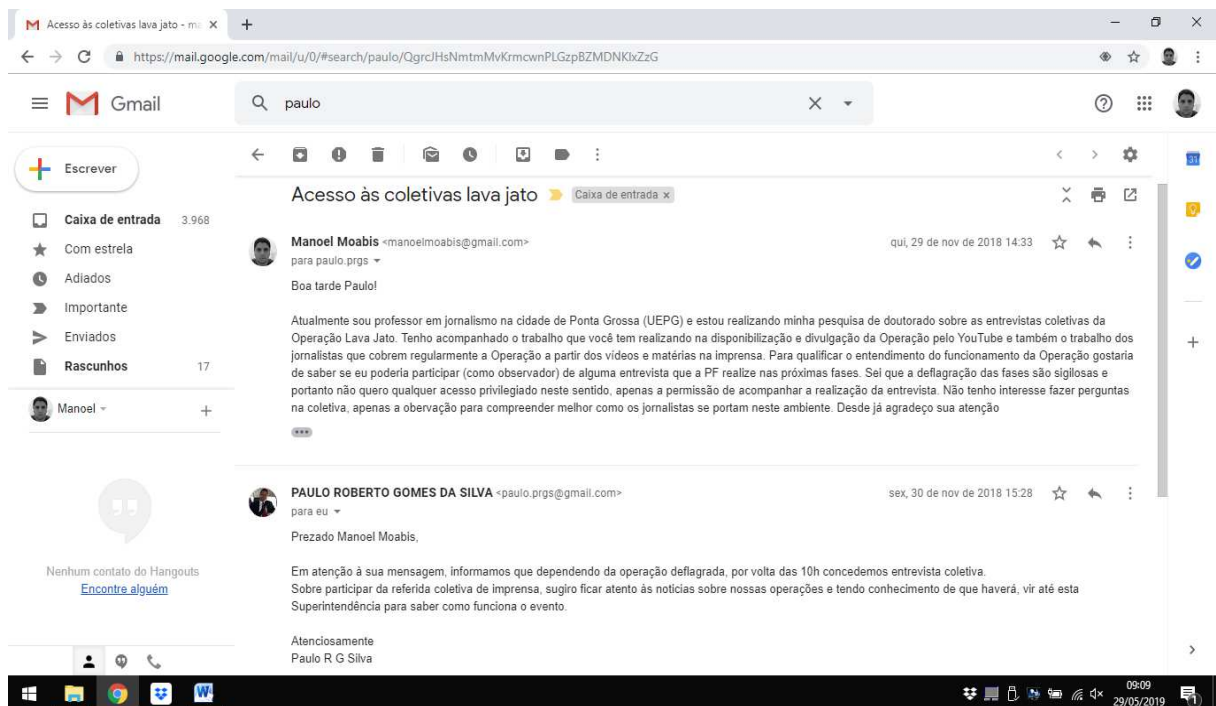 Acesso às coletivas lava jato - ma
https://mail.google.com/mail/u/0/#search/paulo/QgrcJHsNmtmMvKrmcwnPLGzpBZMDNKlxZzG
Gmail
paulo
Escrever
Caixa de entrada 3.968
Com estrela
Adiados
Importante
Enviados
Rascunhos 17
Manoel
Nenhum contato do Hangouts
Encontre alguém
Acesso às coletivas lava jato Caixa de entrada x
Manoel Moabis <manoelmoabis@gmail.com> qui, 29 de nov de 2018 14:33
para paulo.prgs
Boa tarde Paulo!
Atualmente sou professor em jornalismo na cidade de Ponta Grossa (UEPG) e estou realizando minha pesquisa de doutorado sobre as entrevistas coletivas da
Operação Lava Jato. Tenho acompanhado o trabalho que você tem realizando na disponibilização e divulgação da Operação pelo YouTube e também o trabalho dos
jornalistas que cobrem regularmente a Operação a partir dos vídeos e matérias na imprensa. Para qualificar o entendimento do funcionamento da Operação gostaria
de saber se eu poderia participar (como observador) de alguma entrevista que a PF realize nas próximas fases. Sei que a deflagração das fases são sigilosas e
portanto não quero qualquer acesso privilegiado neste sentido, apenas a permissão de acompanhar a realização da entrevista. Não tenho interesse fazer perguntas
na coletiva, apenas a obervação para compreender melhor como os jornalistas se portam neste ambiente. Desde já agradeço sua atenção
PAULO ROBERTO GOMES DA SILVA <paulo.prgs@gmail.com> sex, 30 de nov de 2018 15:28
para eu
Prezado Manoel Moabis,
Em atenção à sua mensagem, informamos que dependendo da operação deflagrada, por volta das 10h concedemos entrevista coletiva.
Sobre participar da referida coletiva de imprensa, sugiro ficar atento às noticias sobre nossas operações e tendo conhecimento de que haverá, vir até esta
Superintendência para saber como funciona o evento.
Atenciosamente
Paulo R G Silva
31
09:09
29/05/2019